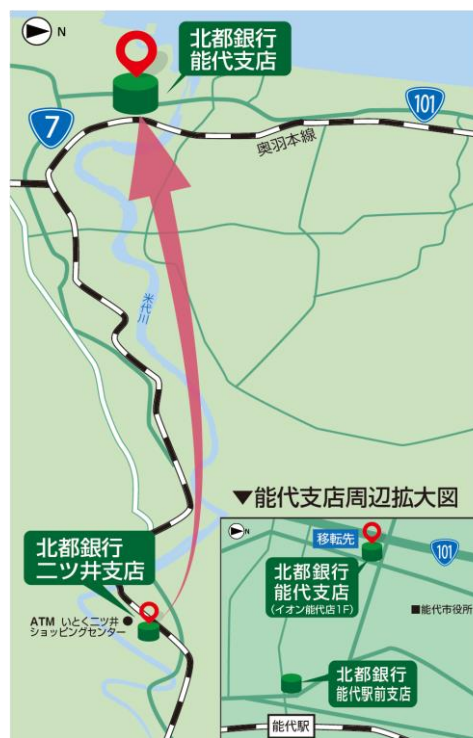 N
北都銀行
能代支店
7
101
奥羽本線
米代川
▼能代支店周辺拡大図
北都銀行
二ツ井支店
ATM いとく二ツ井
ショッピングセンター
N
移転先
101
北都銀行
能代支店
(イオン能代店1F)
■能代市役所
北都銀行
能代駅前支店
能代駅